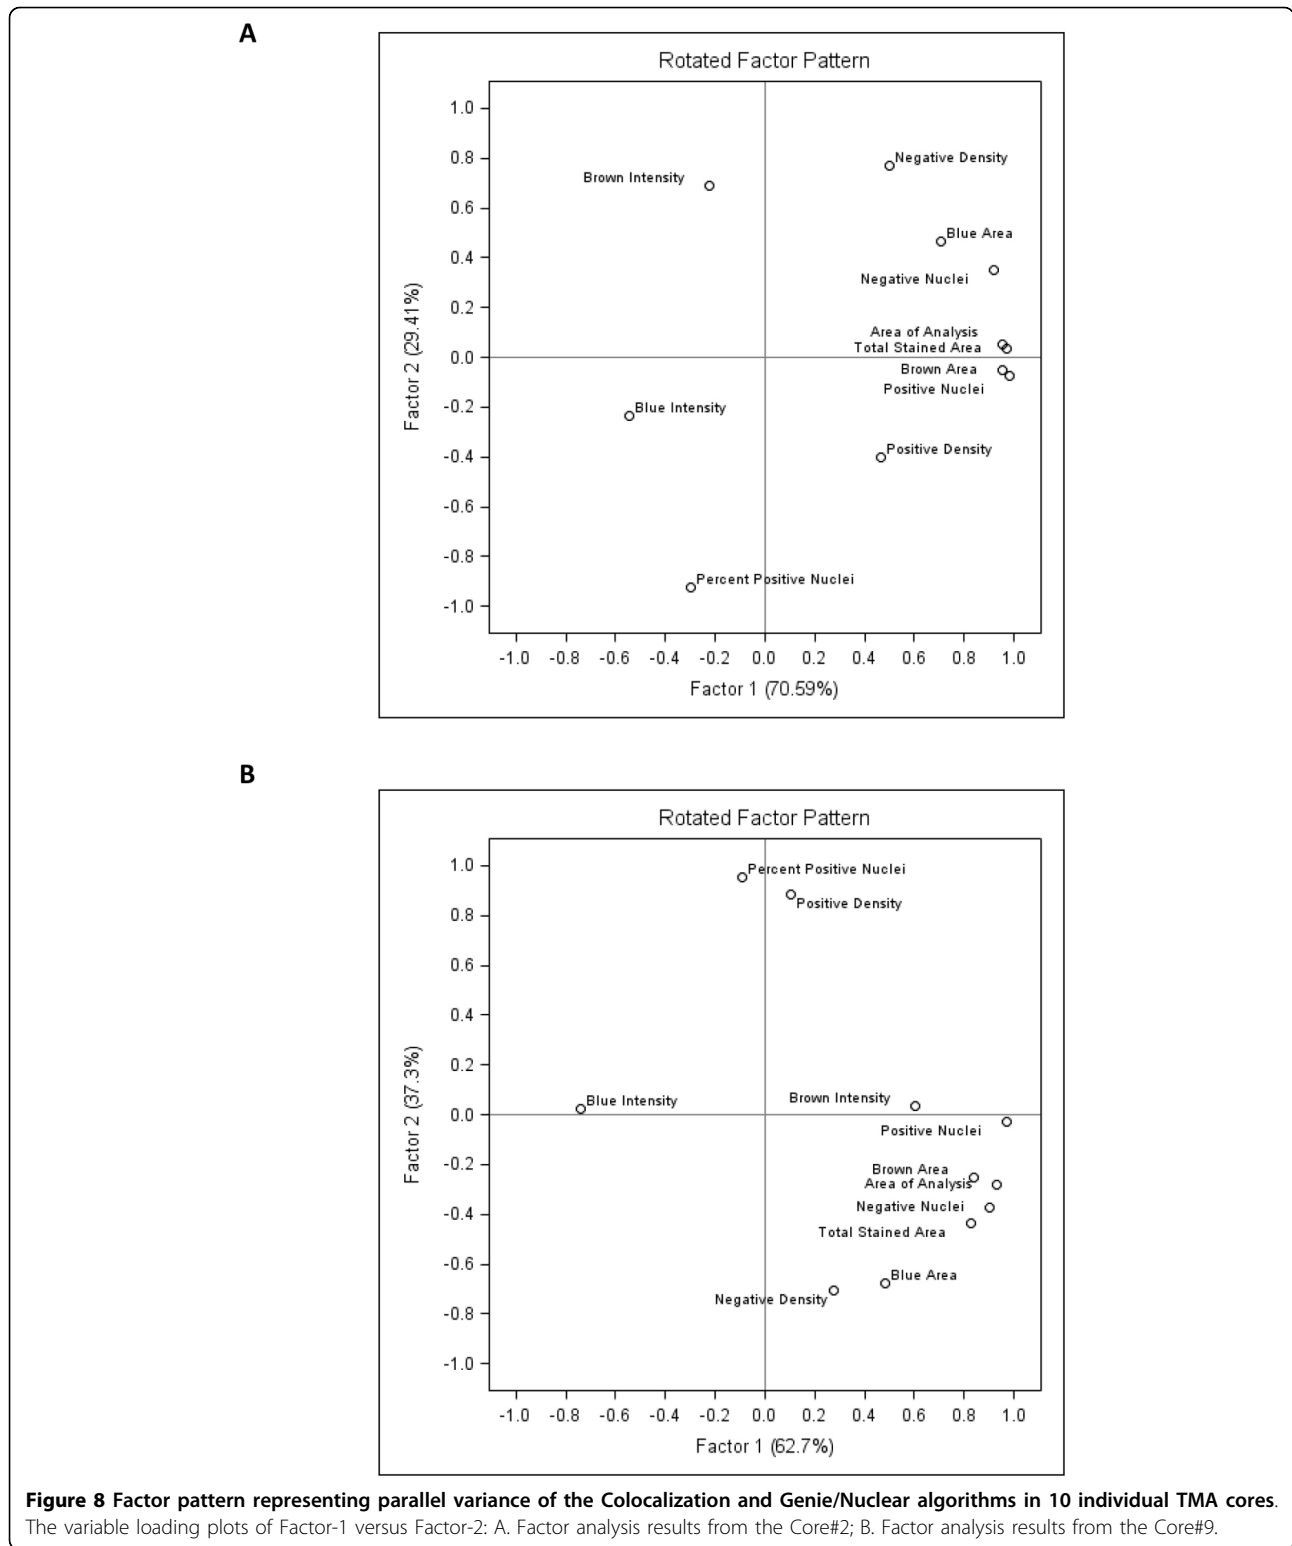 A
Rotated Factor Pattern
1.0
0.8
0.6
0.4
0.2
0.0
-0.2
-0.4
-0.6
-0.8
-1.0
Factor 2 (29.41%)
Negative Density
Brown Intensity
Blue Area
Negative Nuclei
Area of Analysis
Total Stained Area
Brown Area
Positive Nuclei
Blue Intensity
Positive Density
Percent Positive Nuclei
-1.0 -0.8 -0.6 -0.4 -0.2 0.0 0.2 0.4 0.6 0.8 1.0
Factor 1 (70.59%)
B
Rotated Factor Pattern
1.0
0.8
0.6
0.4
0.2
0.0
-0.2
-0.4
-0.6
-0.8
-1.0
Factor 2 (37.3%)
Percent Positive Nuclei
Positive Density
Blue Intensity
Brown Intensity
Positive Nuclei
Brown Area
Area of Analysis
Negative Nuclei
Total Stained Area
Blue Area
Negative Density
-1.0 -0.8 -0.6 -0.4 -0.2 0.0 0.2 0.4 0.6 0.8 1.0
Factor 1 (62.7%)
Figure 8 Factor pattern representing parallel variance of the Colocalization and Genie/Nuclear algorithms in 10 individual TMA cores.
The variable loading plots of Factor-1 versus Factor-2: A. Factor analysis results from the Core#2; B. Factor analysis results from the Core#9.